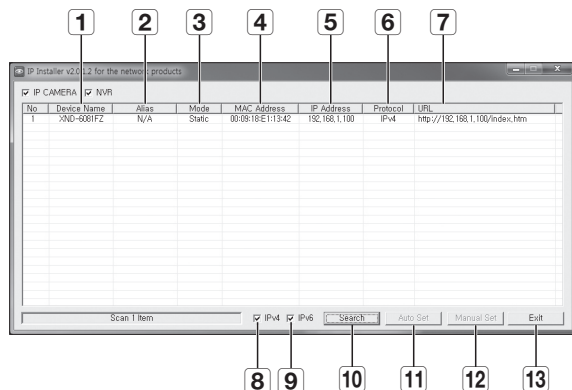 1 2 3 4 5 6 7
IP Installer v2.0.1.2 for the network products
IP CAMERA NVR
No Device Name Alias Mode MAC Address IP Address Protocol URL
1 XND-6081FZ N/A Static 00:09:18:E1:13:42 192,168,1,100 IPv4 http://192,168,1,100/index,htm
Scan 1 Item IPv4 IPv6 Search Auto Set Manual Set Exit
8 9 10 11 12 13